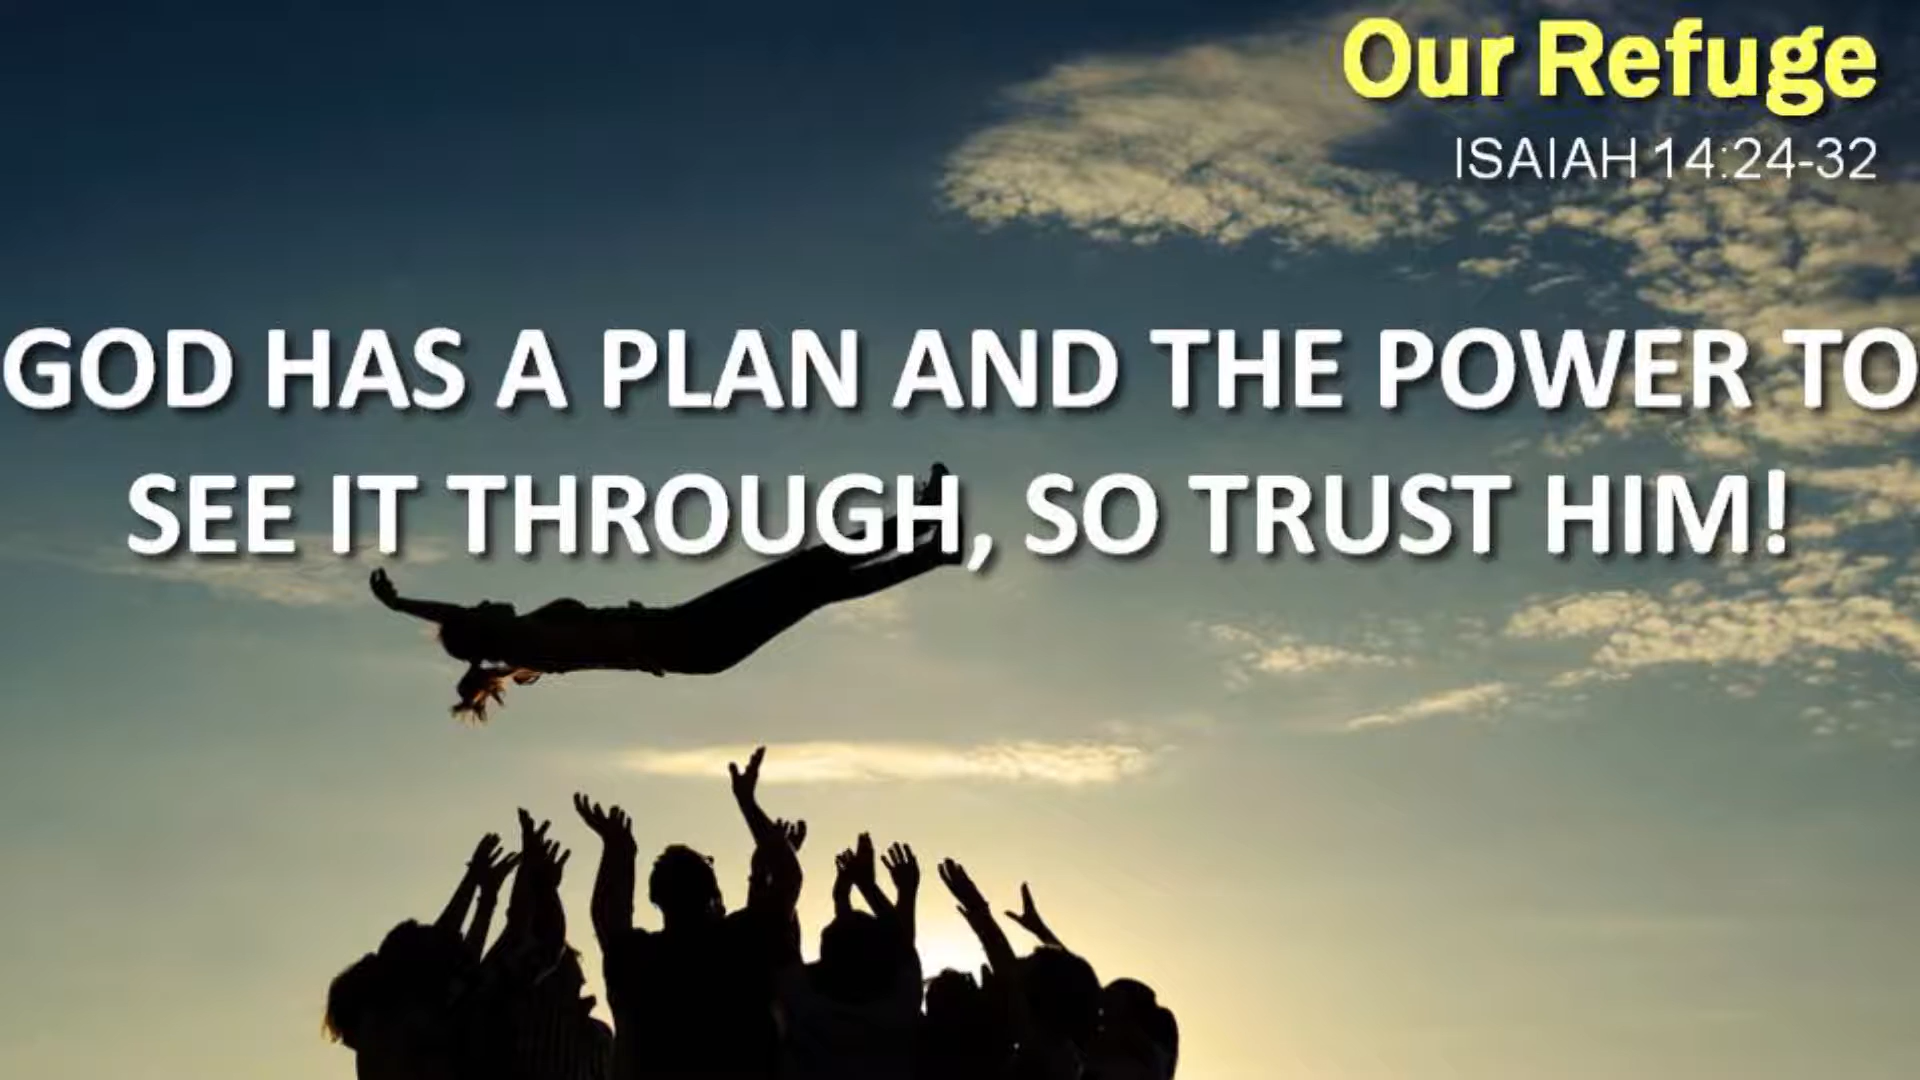 Our Refuge
ISAIAH 14:24-32
GOD HAS A PLAN AND THE POWER TO
SEE IT THROUGH, SO TRUST HIM!